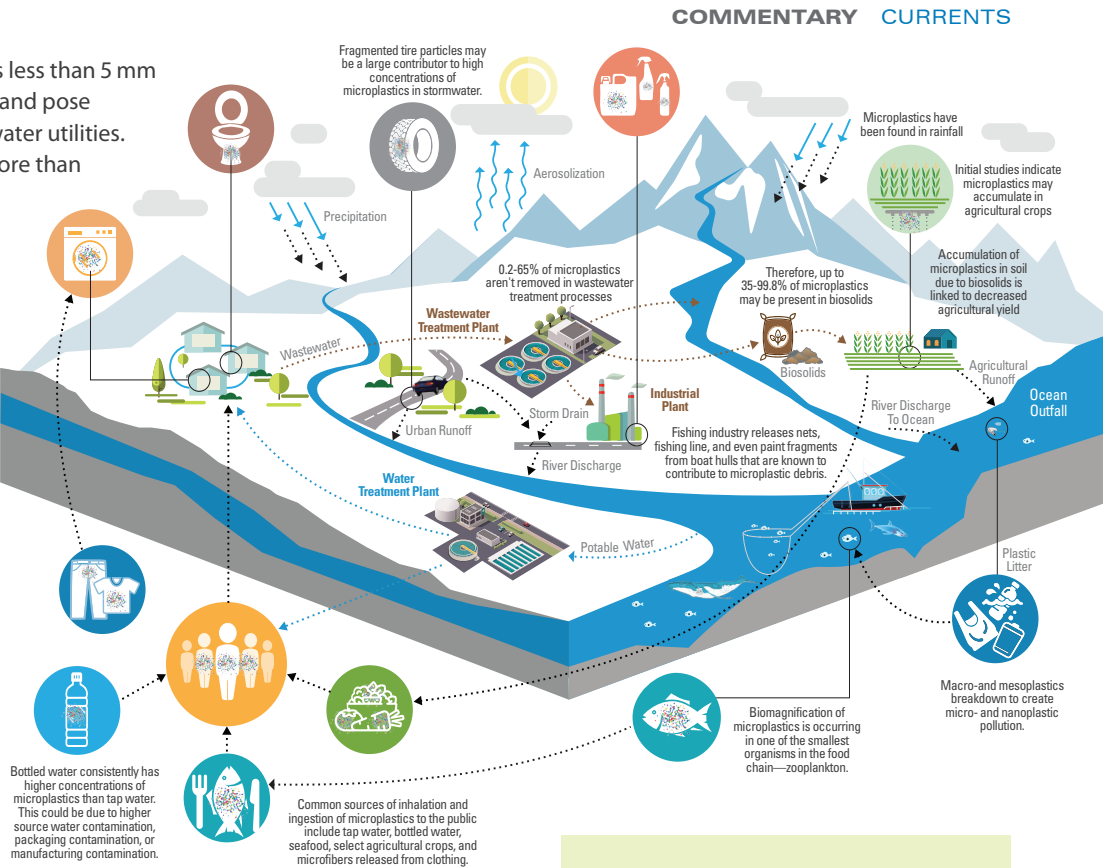 COMMENTARY CURRENTS
s less than 5 mm
and pose
water utilities.
ore than
Fragmented tire particles may
be a large contributor to high
concentrations of
microplastics in stormwater.
Microplastics have
been found in rainfall
Initial studies indicate
microplastics may
accumulate in
agricultural crops
Aerosolization
Precipitation
0.2-65% of microplastics
aren't removed in wastewater
treatment processes
Therefore, up to
35-99.8% of microplastics
may be present in biosolids
Accumulation of
microplastics in soil
due to biosolids is
linked to decreased
agricultural yield
Wastewater
Treatment Plant
Wastewater
Biosolids
Agricultural
Runoff
Ocean
Outfall
Industrial
Plant
Storm Drain
Urban Runoff
River Discharge
River Discharge
To Ocean
Fishing industry releases nets,
fishing line, and even paint fragments
from boat hulls that are known to
contribute to microplastic debris.
Water
Treatment Plant
Potable Water
Plastic
Litter
Macro-and mesoplastics
breakdown to create
micro- and nanoplastic
pollution.
Biomagnification of
microplastics is occurring
in one of the smallest
organisms in the food
chain—zooplankton.
Bottled water consistently has
higher concentrations of
microplastics than tap water.
This could be due to higher
source water contamination,
packaging contamination, or
manufacturing contamination.
Common sources of inhalation and
ingestion of microplastics to the public
include tap water, bottled water,
seafood, select agricultural crops, and
microfibers released from clothing.